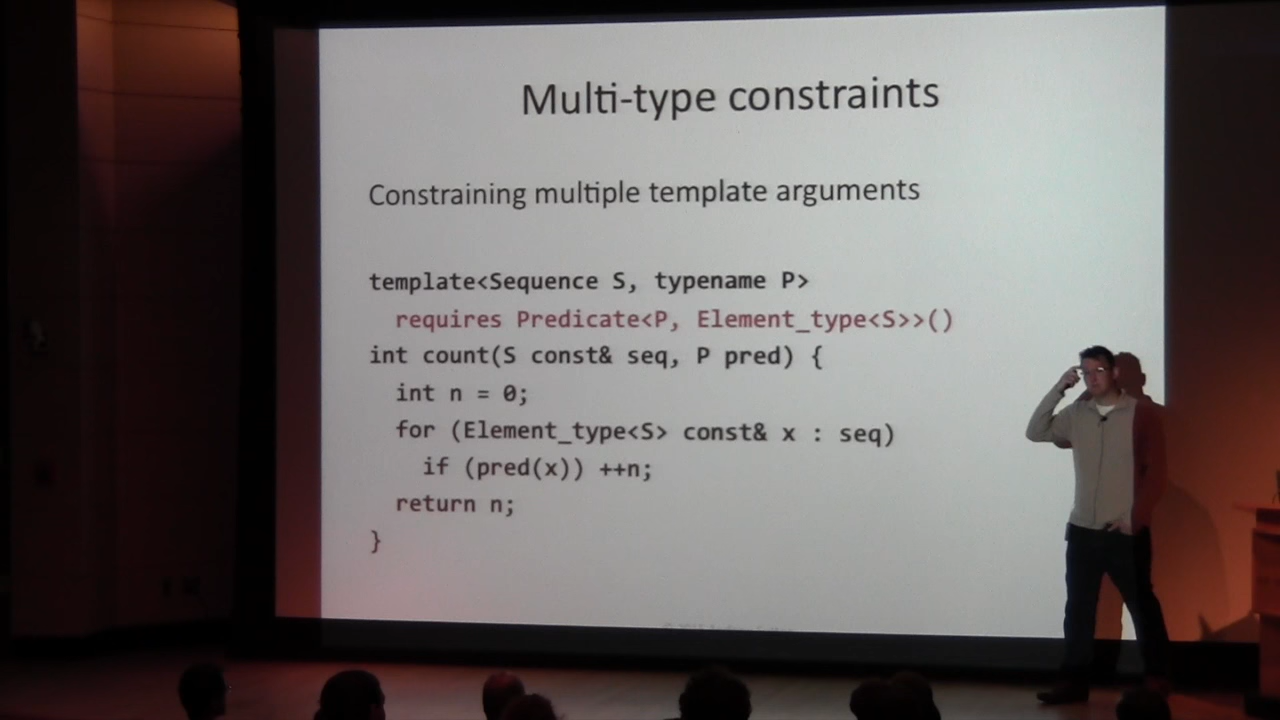 Multi-type constraints
Constraining multiple template arguments
template<Sequence S, typename P>
requires Predicate<P, Element_type<S>>()
int count(S const& seq, P pred) {
int n = 0;
for (Element_type<S> const& x : seq)
if (pred(x)) ++n;
return n;
}